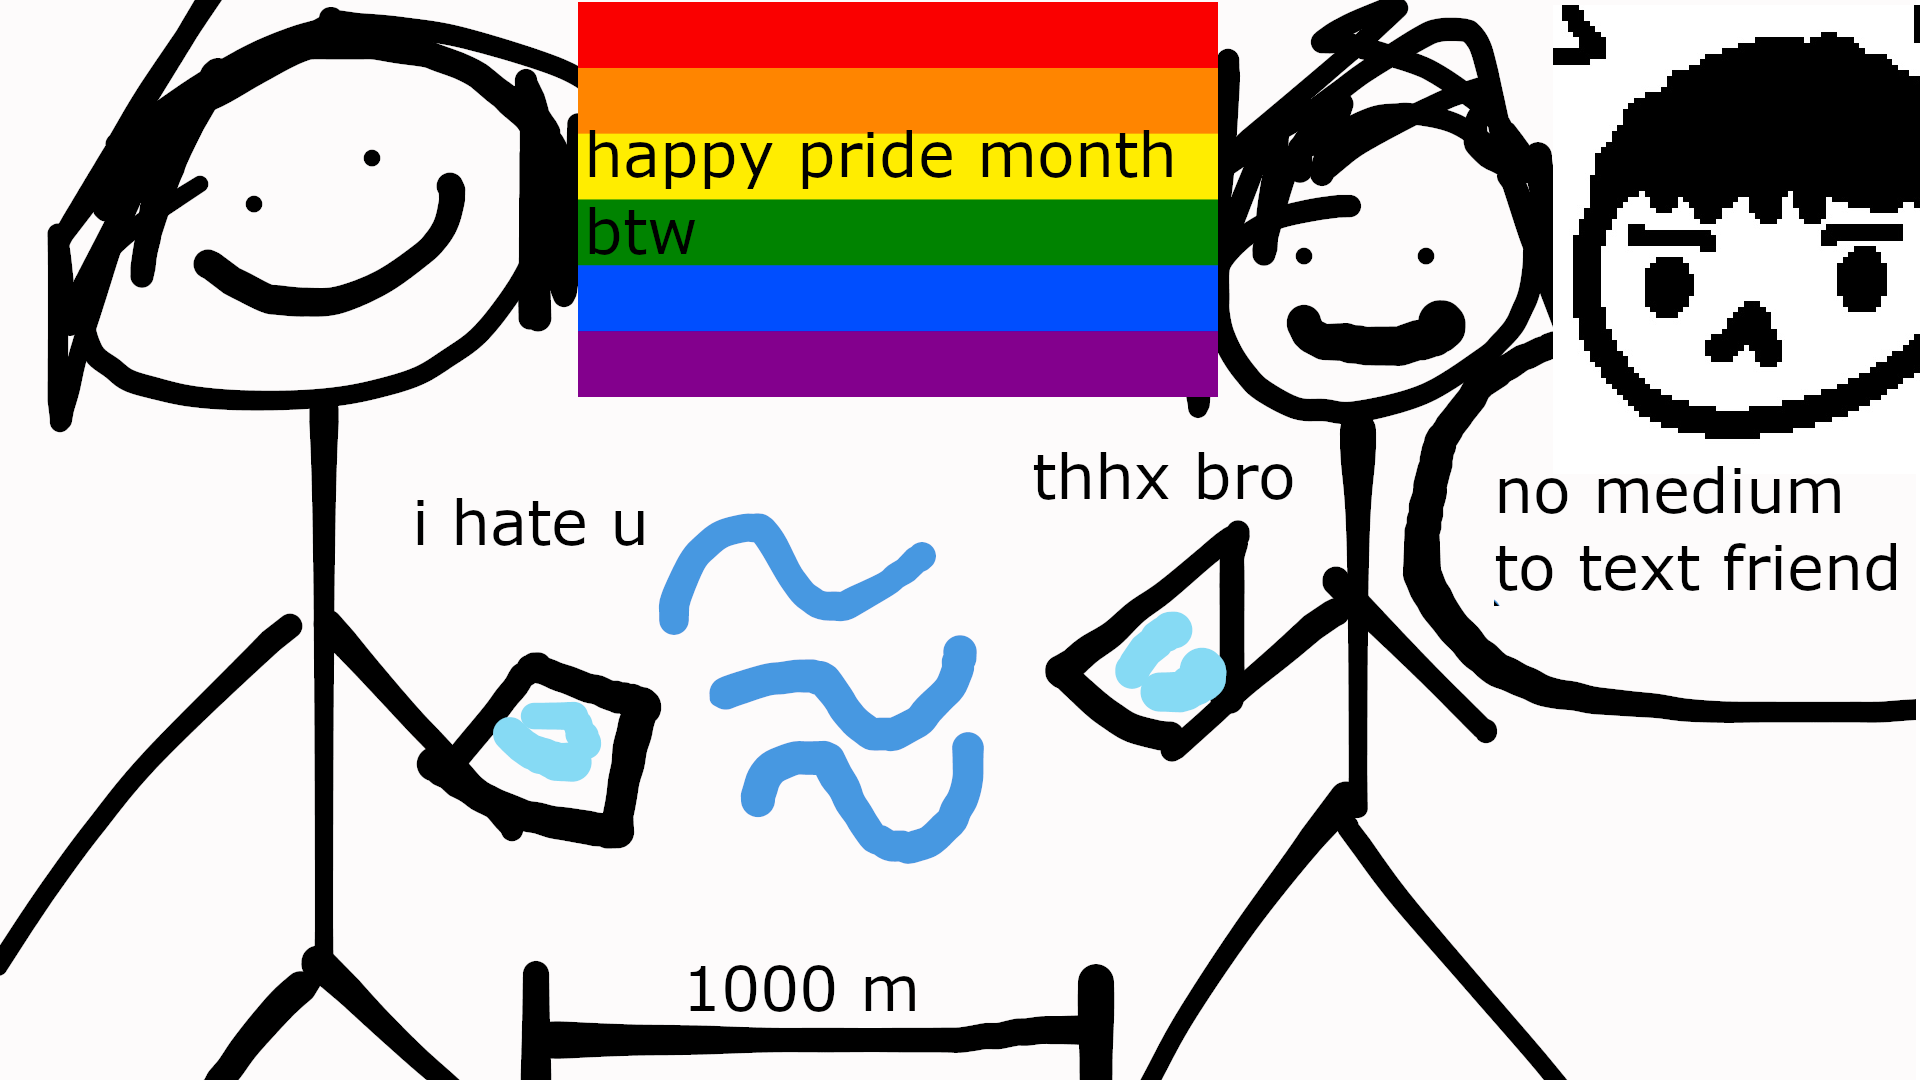 happy pride month
btw
i hate u
thhx bro
no medium
to text friend
1000 m